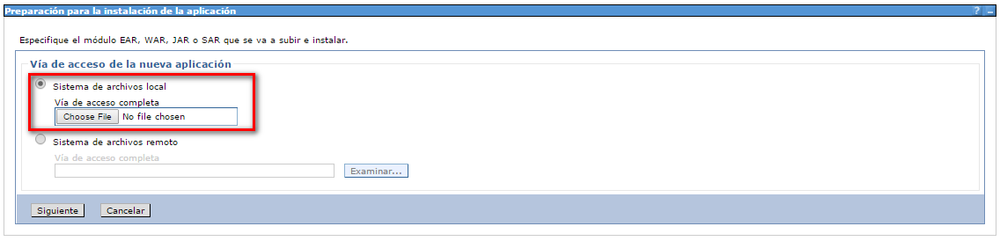 Preparación para la instalación de la aplicación ? _
Especifique el módulo EAR, WAR, JAR o SAR que se va a subir e instalar.
Vía de acceso de la nueva aplicación
Sistema de archivos local
Vía de acceso completa
Choose File No file chosen
Sistema de archivos remoto
Vía de acceso completa
Examinar...
Siguiente Cancelar